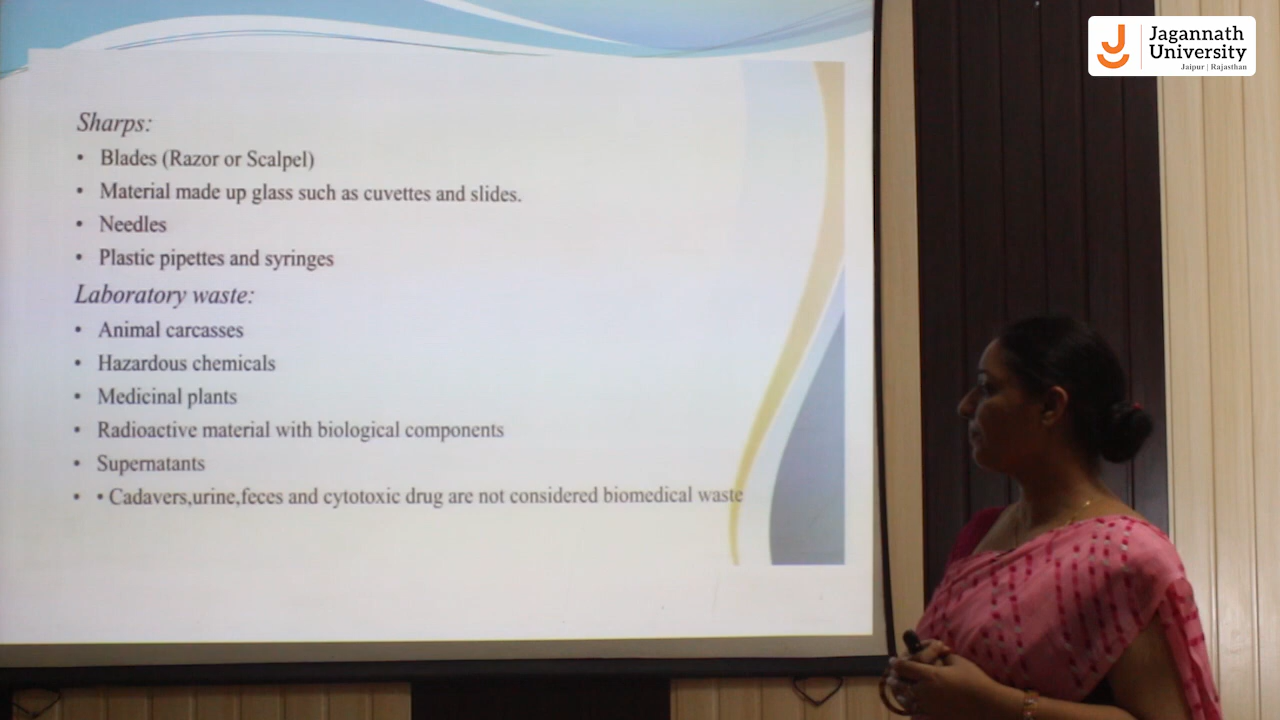 Jagannath
University
Jaipur | Rajasthan
Sharps:
• Blades (Razor or Scalpel)
• Material made up glass such as cuvettes and slides.
• Needles
• Plastic pipettes and syringes
Laboratory waste:
• Animal carcasses
• Hazardous chemicals
• Medicinal plants
• Radioactive material with biological components
• Supernatants
• • Cadavers,urine,feces and cytotoxic drug are not considered biomedical waste